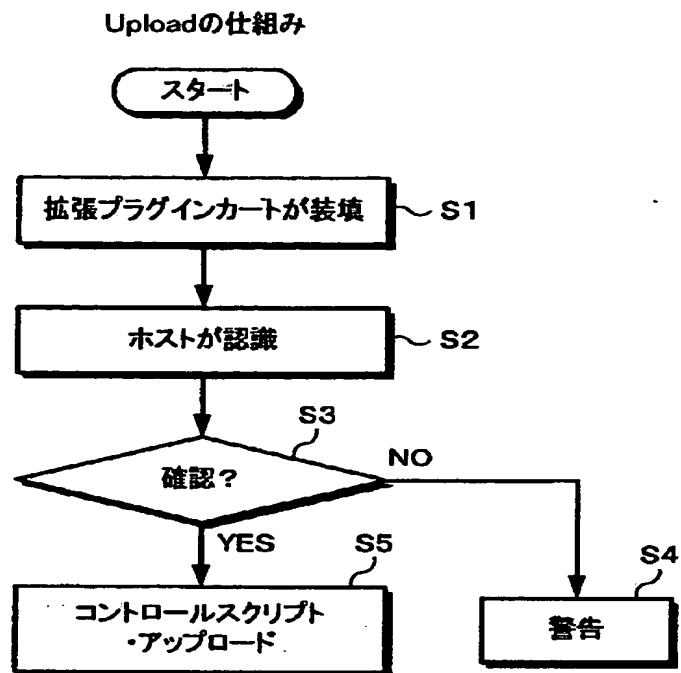 Uploadの仕組み
スタート
拡張プラグインカートが装填
S1
ホストが認識
S2
S3
確認？
NO
YES
S5
コントロールスクリプト
・アップロード
S4
警告